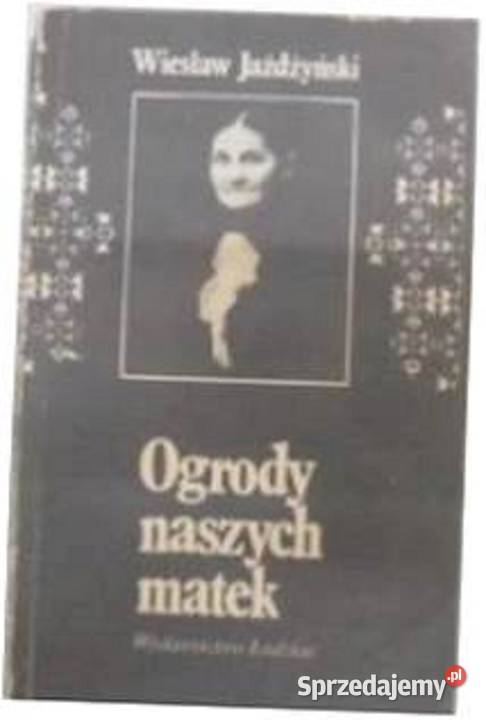 Wiesław Jażdżyński
Ogrody
naszych
matek
Wydawnictwo Łódzkie
Sprzedajemy.pl